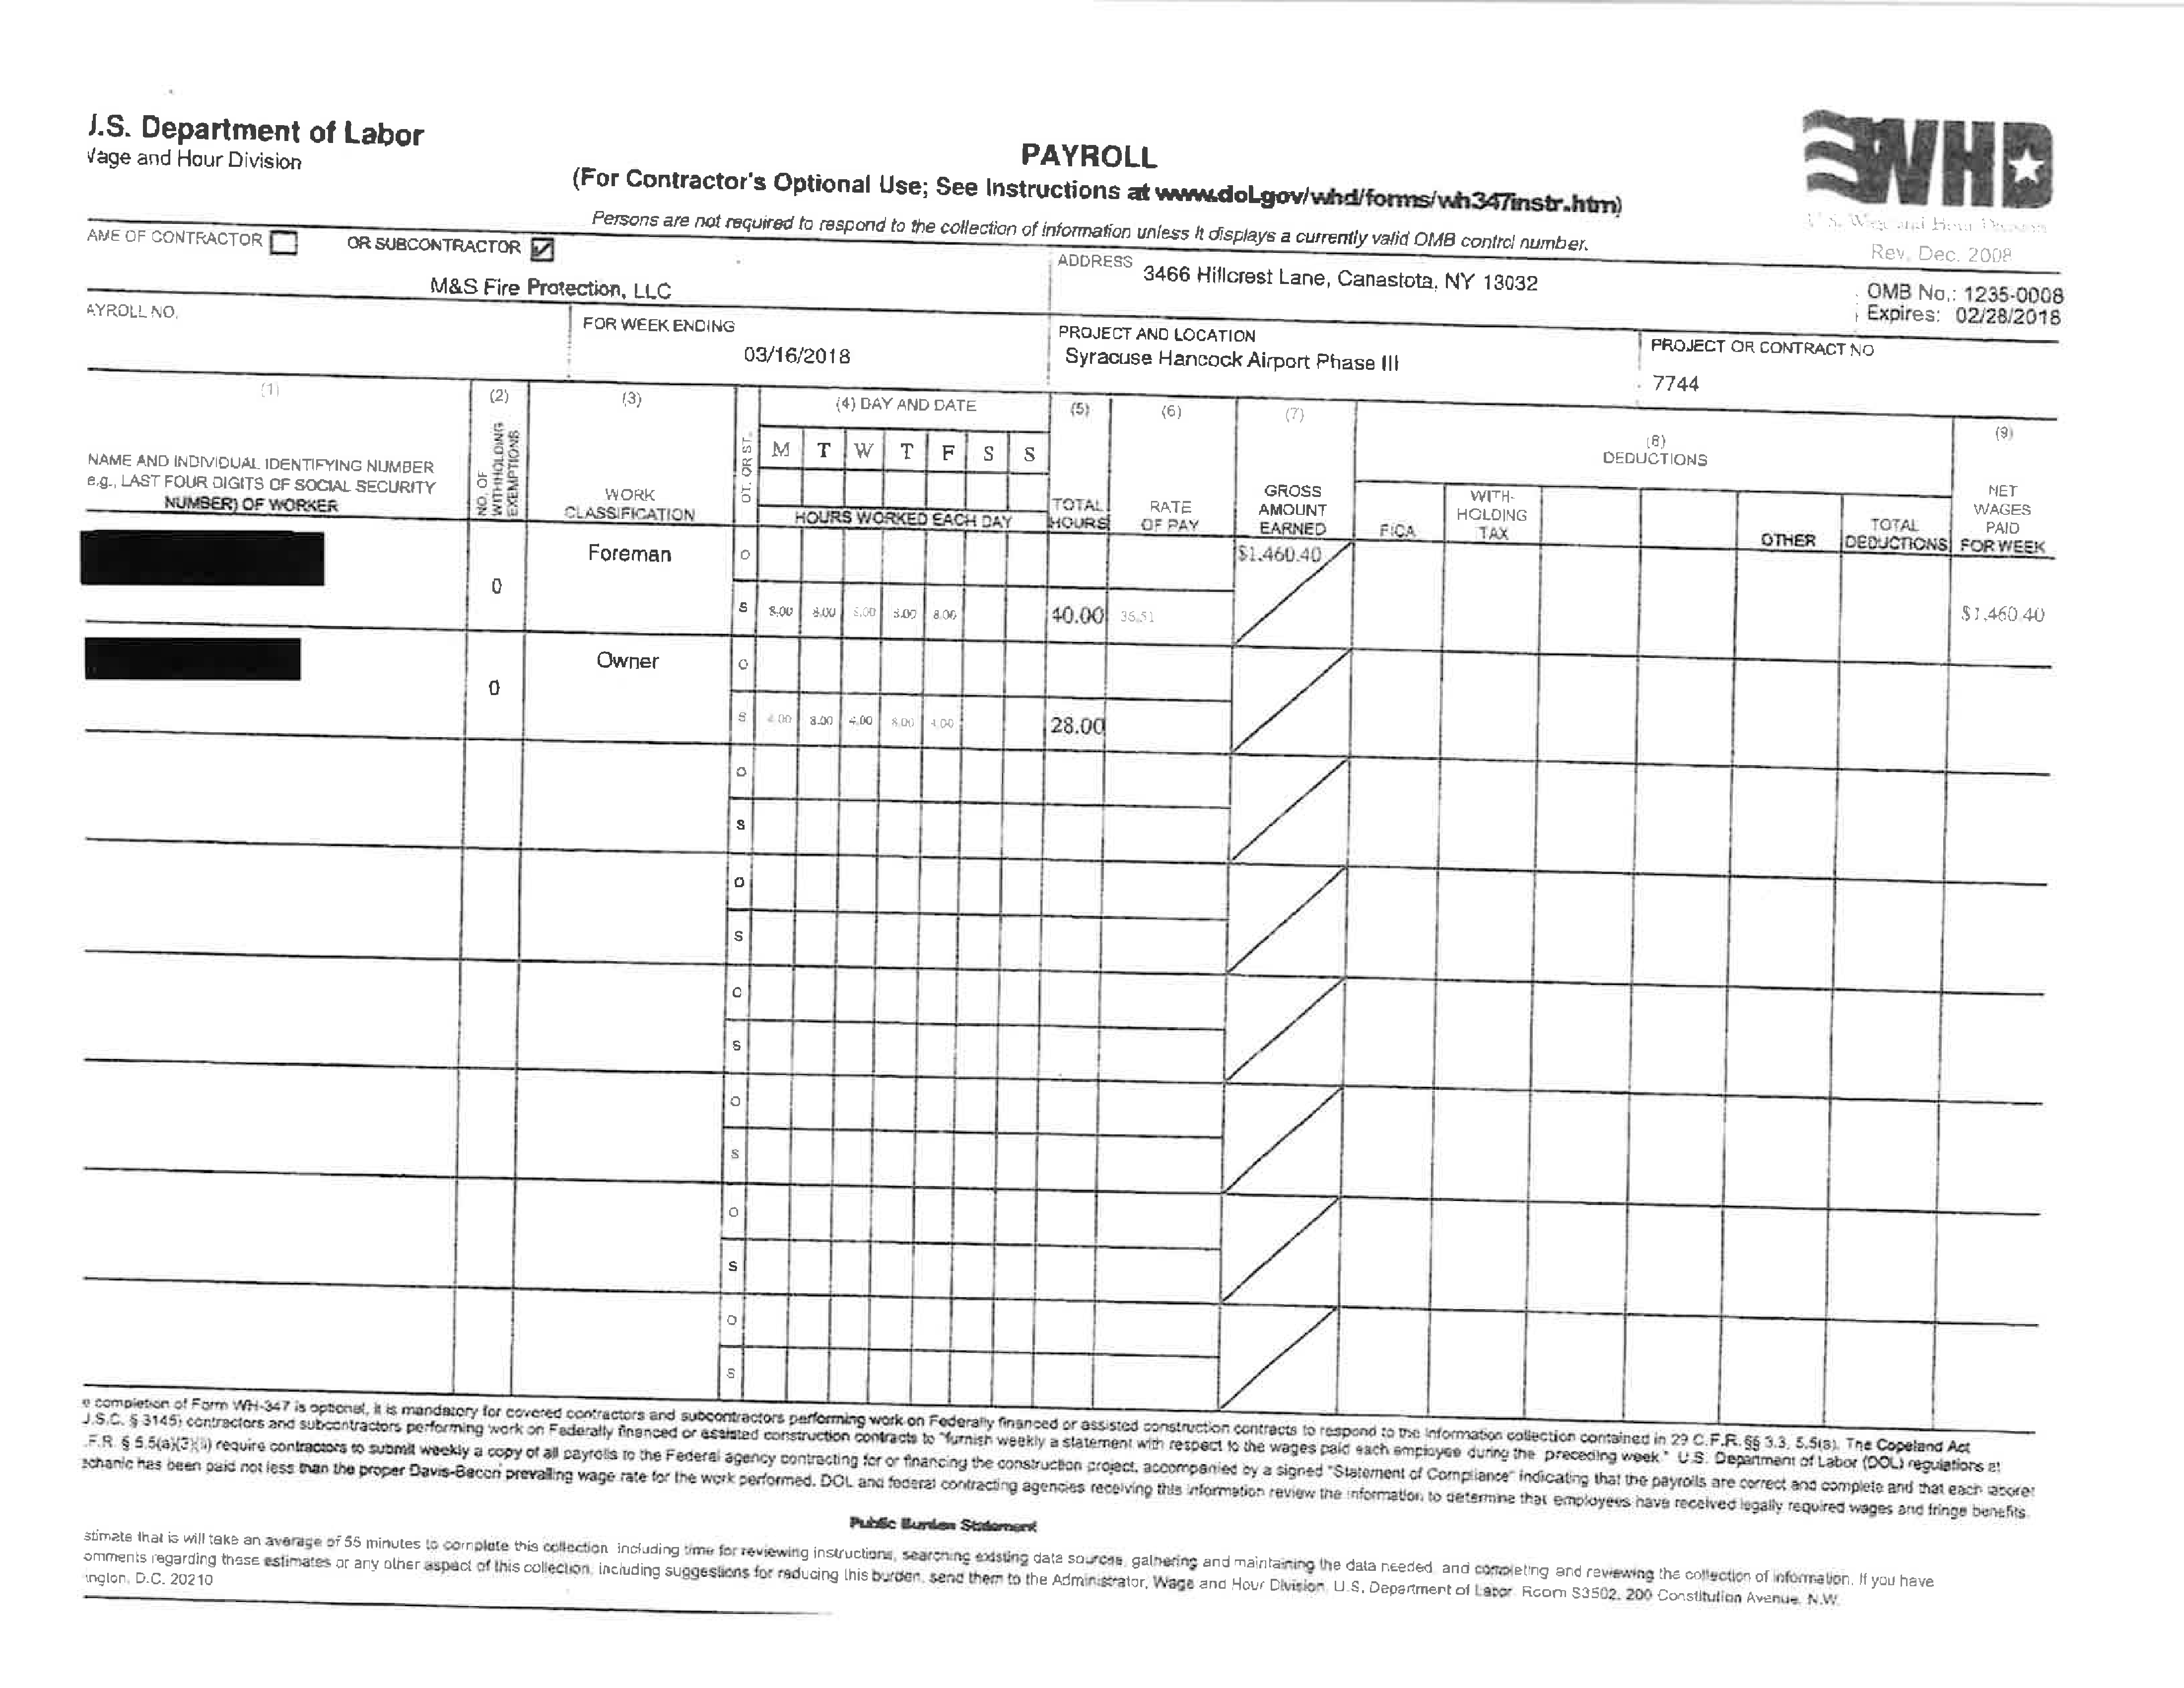 J.S. Department of Labor
Wage and Hour Division
PAYROLL
(For Contractor's Optional Use; See Instructions at www.dol.gov/whd/forms/wh347instr.htm)
Persons are not required to respond to the collection of information unless it displays a currently valid OMB control number.
WHD
U.S. Wage and Hour Division
Rev. Dec. 2008
AME OF CONTRACTOR OR SUBCONTRACTOR
M&S Fire Protection, LLC
ADDRESS
3466 Hillcrest Lane, Canastota, NY 13032
OMB No.: 1235-0008
Expires: 02/28/2018
AYROLL NO.
FOR WEEK ENDING
03/16/2018
PROJECT AND LOCATION
Syracuse Hancock Airport Phase III
PROJECT OR CONTRACT NO
7744
(1)
NAME AND INDIVIDUAL IDENTIFYING NUMBER
e.g., LAST FOUR DIGITS OF SOCIAL SECURITY
NUMBER) OF WORKER
(2)
NO. OF
WITHHOLDING
EXEMPTIONS
(3)
WORK
CLASSIFICATION
OT. OR ST.
(4) DAY AND DATE
M T W T F S S
HOURS WORKED EACH DAY
(5)
TOTAL
HOURS
(6)
RATE
OF PAY
(7)
GROSS
AMOUNT
EARNED
(8)
DEDUCTIONS
FICA
WITH-
HOLDING
TAX
OTHER
TOTAL
DEDUCTIONS
(9)
NET
WAGES
PAID
FOR WEEK
0 Foreman O $1,460.40
S 8.00 8.00 8.00 8.00 8.00 40.00 36.51 $1,460.40
0 Owner O
S 4.00 8.00 4.00 8.00 4.00 28.00
O
S
O
S
O
S
O
S
O
S
O
S
e completion of Form WH-347 is optional, it is mandatory for covered contractors and subcontractors performing work on Federally financed or assisted construction contracts to respond to the information collection contained in 29 C.F.R. §§ 3.3, 5.5(a). The Copeland Act
J.S.C. § 3145) contractors and subcontractors performing work on Federally financed or assisted construction contracts to "furnish weekly a statement with respect to the wages paid each employee during the preceding week." U.S. Department of Labor (DOL) regulations at
.F.R. § 5.5(a)(3)(ii) require contractors to submit weekly a copy of all payrolls to the Federal agency contracting for or financing the construction project, accompanied by a signed "Statement of Compliance" indicating that the payrolls are correct and complete and that each laborer
echanic has been paid not less than the proper Davis-Bacon prevailing wage rate for the work performed. DOL and federal contracting agencies receiving this information review the information to determine that employees have received legally required wages and fringe benefits.
Public Burden Statement
stimate that is will take an average of 55 minutes to complete this collection including time for reviewing instructions, searching existing data sources, gathering and maintaining the data needed, and completing and reviewing the collection of information. If you have
omments regarding these estimates or any other aspect of this collection, including suggestions for reducing this burden, send them to the Administrator, Wage and Hour Division, U.S. Department of Labor, Room S3502, 200 Constitution Avenue, N.W.
ington, D.C. 20210